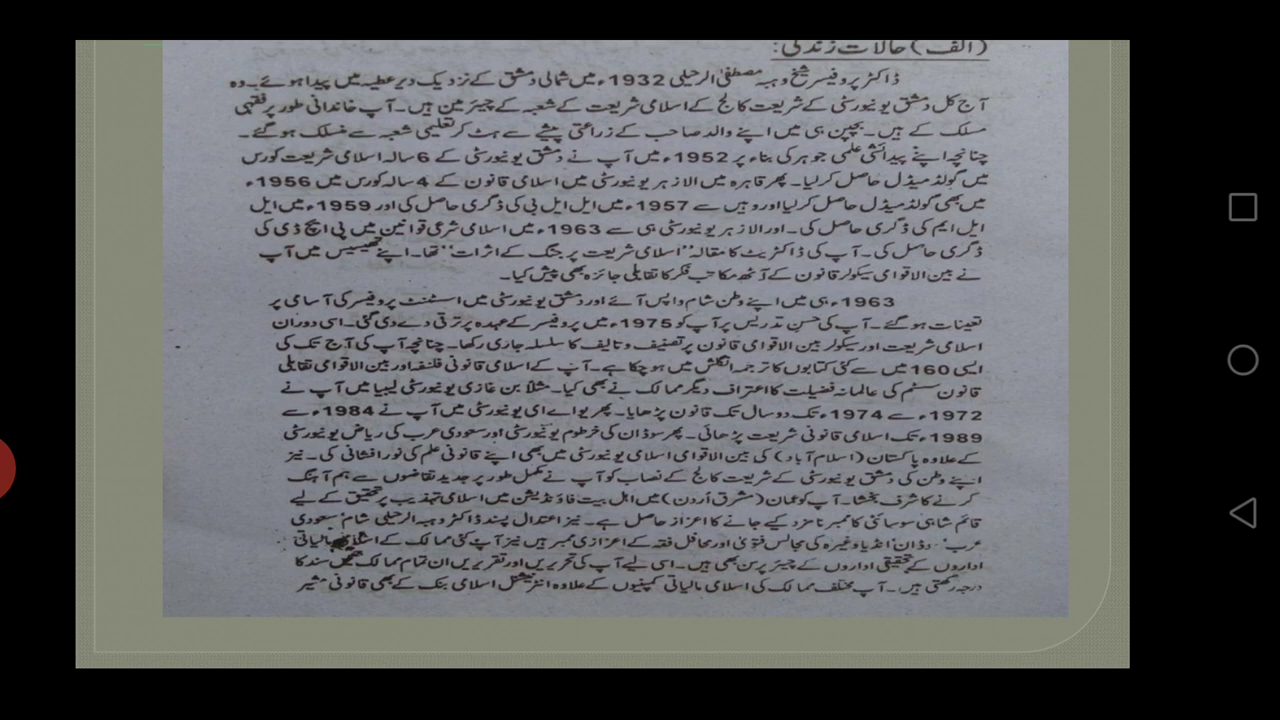 (الف) حالات زندگی:
ڈاکٹر پروفیسر شیخ وہبہ مصطفیٰ الرحیلی 1932ء میں شمالی دمشق کے نزدیک دیر عطیہ میں پیدا ہوئے۔ وہ
آج کل دمشق یونیورسٹی کے شریعت کالج کے اسلامی شریعت کے شعبہ کے چیئرمین ہیں۔ آپ خاندانی طور پر فقہی
مسلک کے ہیں۔ بچپن ہی میں اپنے والد صاحب کے زراعتی پیشے سے ہٹ کر تعلیمی شعبہ سے منسلک ہو گئے۔
چنانچہ اپنے پیدائشی علمی جوہر کی بناء پر 1952ء میں آپ نے دمشق یونیورسٹی کے 6 سالہ اسلامی شریعت کورس
میں گولڈ میڈل حاصل کر لیا۔ پھر قاہرہ میں الازہر یونیورسٹی میں اسلامی قانون کے 4 سالہ کورس میں 1956ء
میں بھی گولڈ میڈل حاصل کر لیا اور وہیں سے 1957ء میں ایل ایل بی کی ڈگری حاصل کی اور 1959ء میں ایل
ایل ایم کی ڈگری حاصل کی۔ اور الازہر یونیورسٹی ہی سے 1963ء میں اسلامی شرعی قوانین میں پی ایچ ڈی کی
ڈگری حاصل کی۔ آپ کی ڈاکٹریٹ کا مقالہ "اسلامی شریعت پر جنگ کے اثرات" تھا۔ اپنے تھیسس میں آپ
نے بین الاقوامی سیکولر قانون کے آٹھ مکاتب فکر کا تقابلی جائزہ بھی پیش کیا۔
1963ء ہی میں اپنے وطن شام واپس آئے اور دمشق یونیورسٹی میں اسسٹنٹ پروفیسر کی آسامی پر
تعینات ہو گئے۔ آپ کی حسن تدریس پر آپ کو 1975ء میں پروفیسر کے عہدہ پر ترقی دے دی گئی۔ اسی دوران
اسلامی شریعت اور سیکولر بین الاقوامی قانون پر تصنیف و تالیف کا سلسلہ جاری رکھا۔ چنانچہ آپ کی آج تک کی
ایسی 160 میں سے کئی کتابوں کا ترجمہ انگلش میں ہو چکا ہے۔ آپ کے اسلامی قانونی فلسفہ اور بین الاقوامی تقابلی
قانون سسٹم کی عالمانہ فضیلت کا اعتراف دیگر ممالک نے بھی کیا۔ مثلاً بن غازی یونیورسٹی لیبیا میں آپ نے
1972ء سے 1974ء تک دو سال تک قانون پڑھایا۔ پھر یو اے ای یونیورسٹی میں آپ نے 1984ء سے
1989ء تک اسلامی قانونی شریعت پڑھائی۔ پھر سوڈان کی خرطوم یونیورسٹی اور سعودی عرب کی ریاض یونیورسٹی
کے علاوہ پاکستان (اسلام آباد) کی بین الاقوامی اسلامی یونیورسٹی میں بھی اپنے قانونی علم کی نور افشانی کی۔ نیز
اپنے وطن کی دمشق یونیورسٹی کے شریعت کالج کے نصاب کو آپ نے مکمل طور پر جدید تقاضوں سے ہم آہنگ
کرنے کا شرف بخشا۔ آپ کو عمان (مشرق اردن) میں اہل بیت فاؤنڈیشن میں اسلامی تہذیب پر تحقیق کے لیے
قائم شاہی سوسائٹی کا ممبر نامزد کیے جانے کا اعزاز حاصل ہے۔ نیز اعتدال پسند ڈاکٹر وہبہ الرحیلی شام' سعودی
عرب' سوڈان' انڈیا وغیرہ کی مجالس فتویٰ اور محافل فقہ کے اعزازی ممبر ہیں نیز آپ کئی ممالک کے مالیاتی
اداروں کے تحقیقی اداروں کے چیئرپرسن بھی ہیں۔ اسی لیے آپ کی تحریریں اور تقریریں ان تمام ممالک میں سند کا
درجہ رکھتی ہیں۔ آپ مختلف ممالک کی اسلامی مالیاتی کمپنیوں کے علاوہ انٹرنیشنل اسلامی بنک کے بھی قانونی مشیر